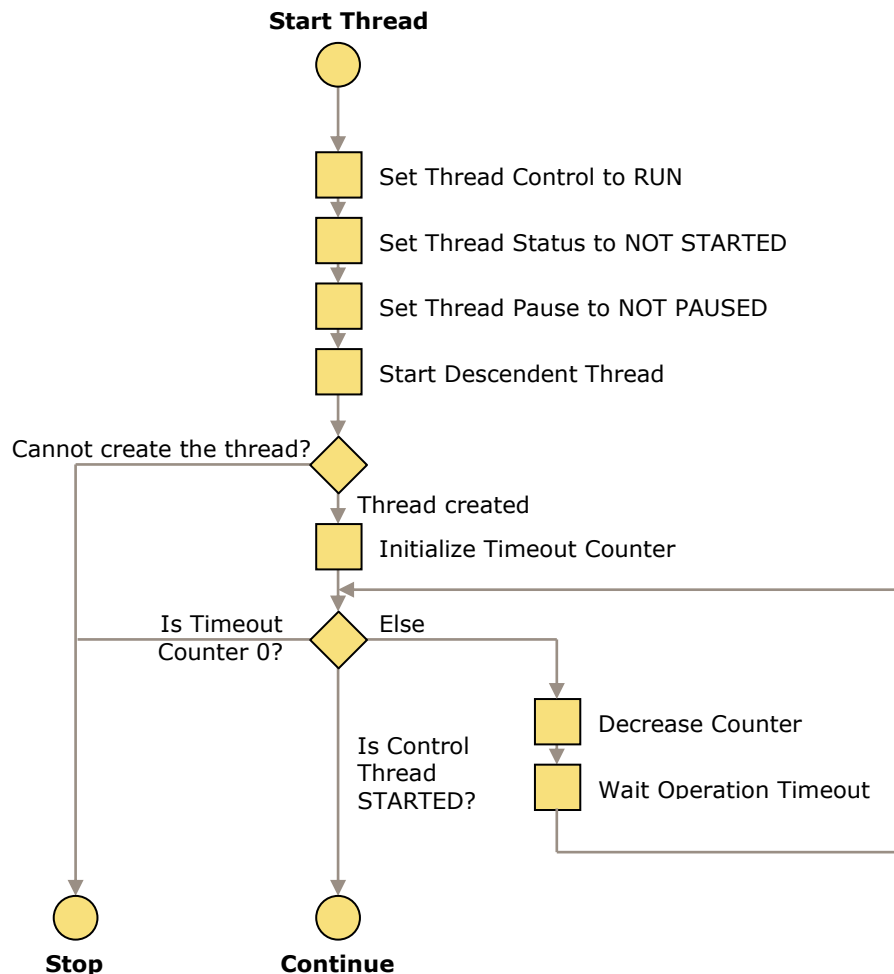 Start Thread
Set Thread Control to RUN
Set Thread Status to NOT STARTED
Set Thread Pause to NOT PAUSED
Start Descendent Thread
Cannot create the thread?
Thread created
Initialize Timeout Counter
Is Timeout
Counter 0?
Else
Decrease Counter
Is Control
Thread
STARTED?
Wait Operation Timeout
Stop
Continue